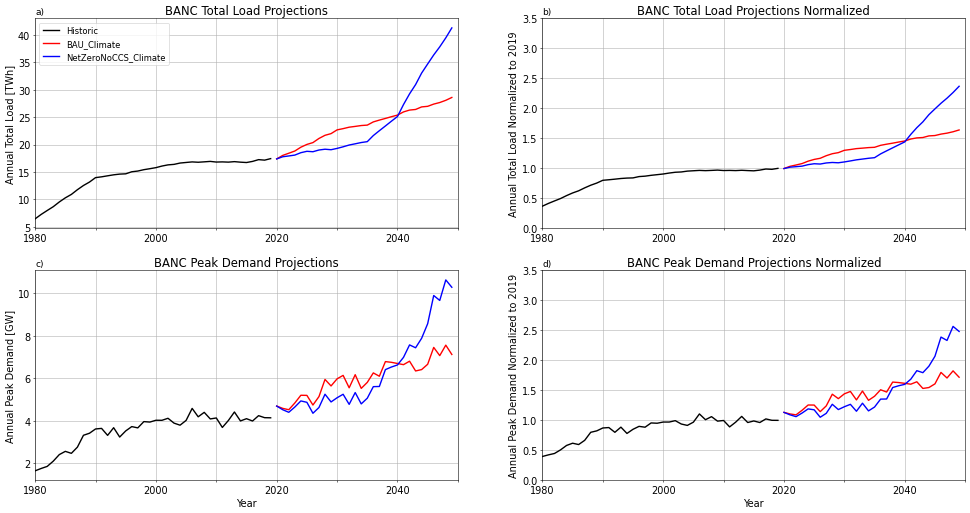 a)
BANC Total Load Projections
Annual Total Load [TWh]
40
35
30
25
20
15
10
5
Historic
BAU_Climate
NetZeroNoCCS_Climate
1980
2000
2020
2040
b)
BANC Total Load Projections Normalized
Annual Total Load Normalized to 2019
3.5
3.0
2.5
2.0
1.5
1.0
0.5
0.0
1980
2000
2020
2040
c)
BANC Peak Demand Projections
Annual Peak Demand [GW]
10
8
6
4
2
1980
2000
2020
2040
Year
d)
BANC Peak Demand Projections Normalized
Annual Peak Demand Normalized to 2019
3.5
3.0
2.5
2.0
1.5
1.0
0.5
0.0
1980
2000
2020
2040
Year